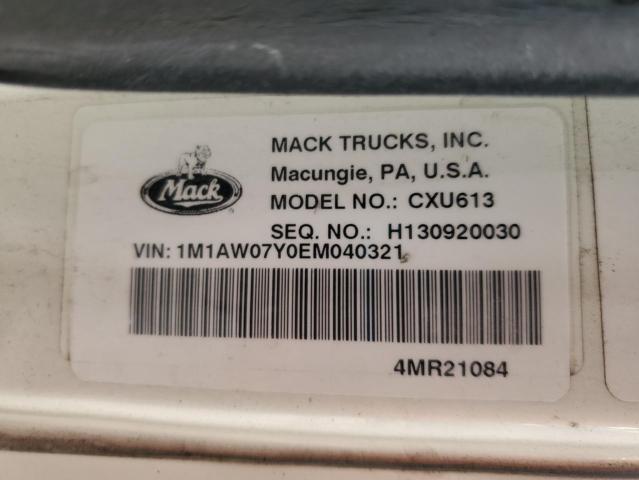 MACK TRUCKS, INC.
Macungie, PA, U.S.A.
Mack
MODEL NO.: CXU613
SEQ. NO.: H130920030
VIN: 1M1AW07Y0EM040321
4MR21084